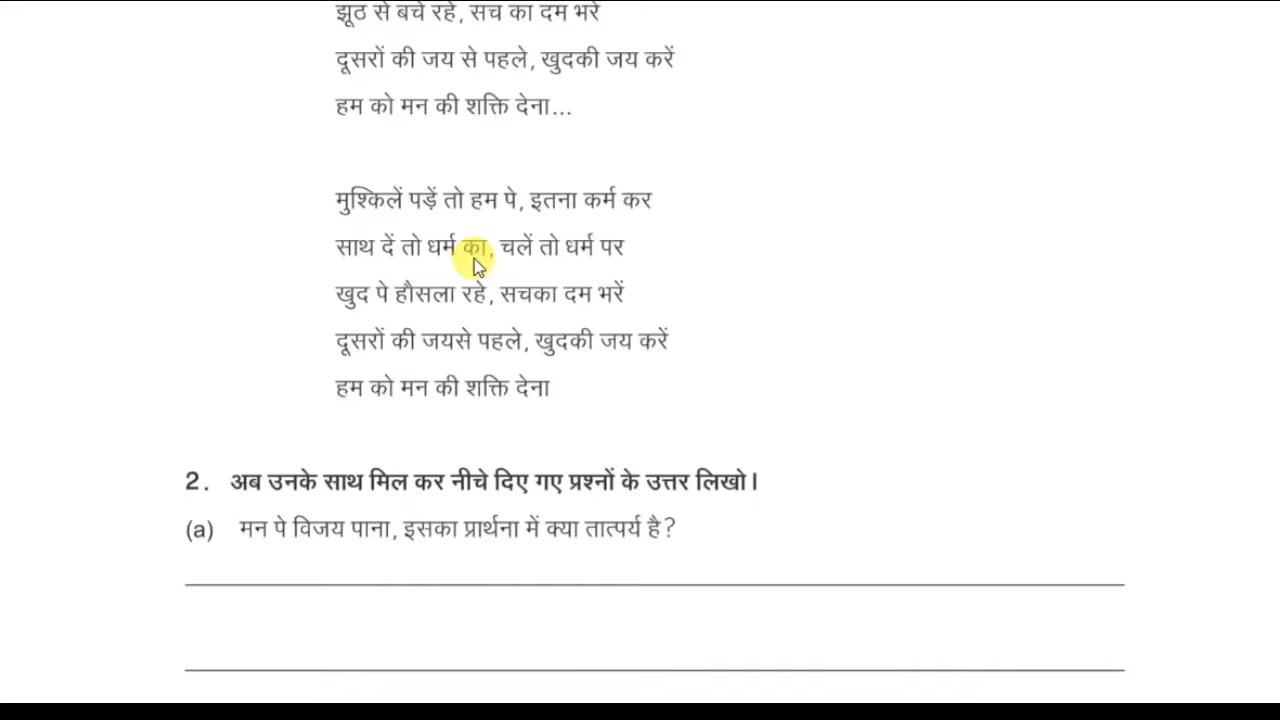 झूठ से बचे रहे, सच का दम भरें
दूसरों की जय से पहले, खुदकी जय करें
हम को मन की शक्ति देना...
मुश्किलें पड़ें तो हम पे, इतना कर्म कर
साथ दें तो धर्म का, चलें तो धर्म पर
खुद पे हौसला रहे, सचका दम भरें
दूसरों की जयसे पहले, खुदकी जय करें
हम को मन की शक्ति देना
2. अब उनके साथ मिल कर नीचे दिए गए प्रश्नों के उत्तर लिखो।
(a) मन पे विजय पाना, इसका प्रार्थना में क्या तात्पर्य है?